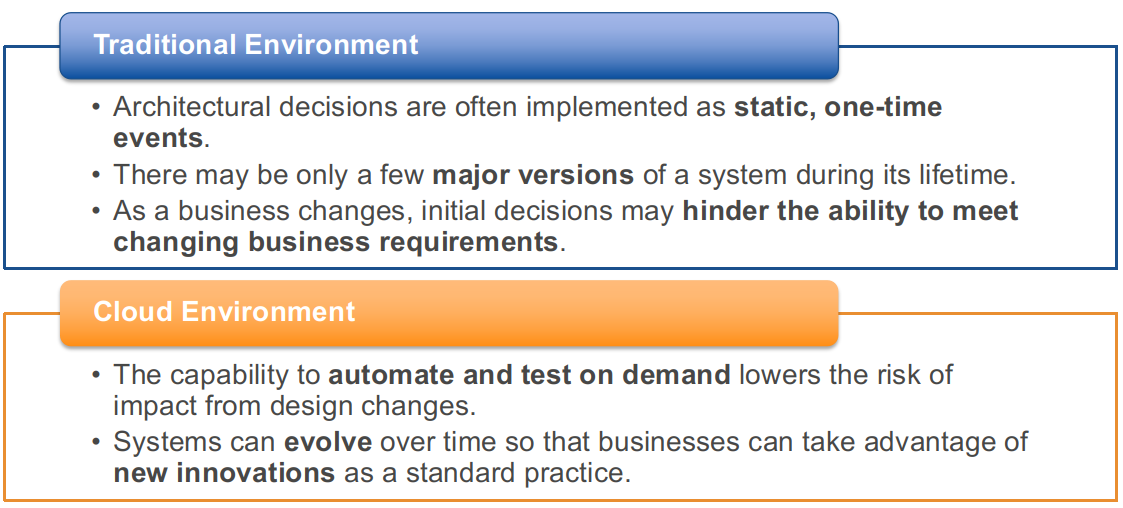 Traditional Environment
• Architectural decisions are often implemented as static, one-time
events.
• There may be only a few major versions of a system during its lifetime.
• As a business changes, initial decisions may hinder the ability to meet
changing business requirements.
Cloud Environment
• The capability to automate and test on demand lowers the risk of
impact from design changes.
• Systems can evolve over time so that businesses can take advantage of
new innovations as a standard practice.